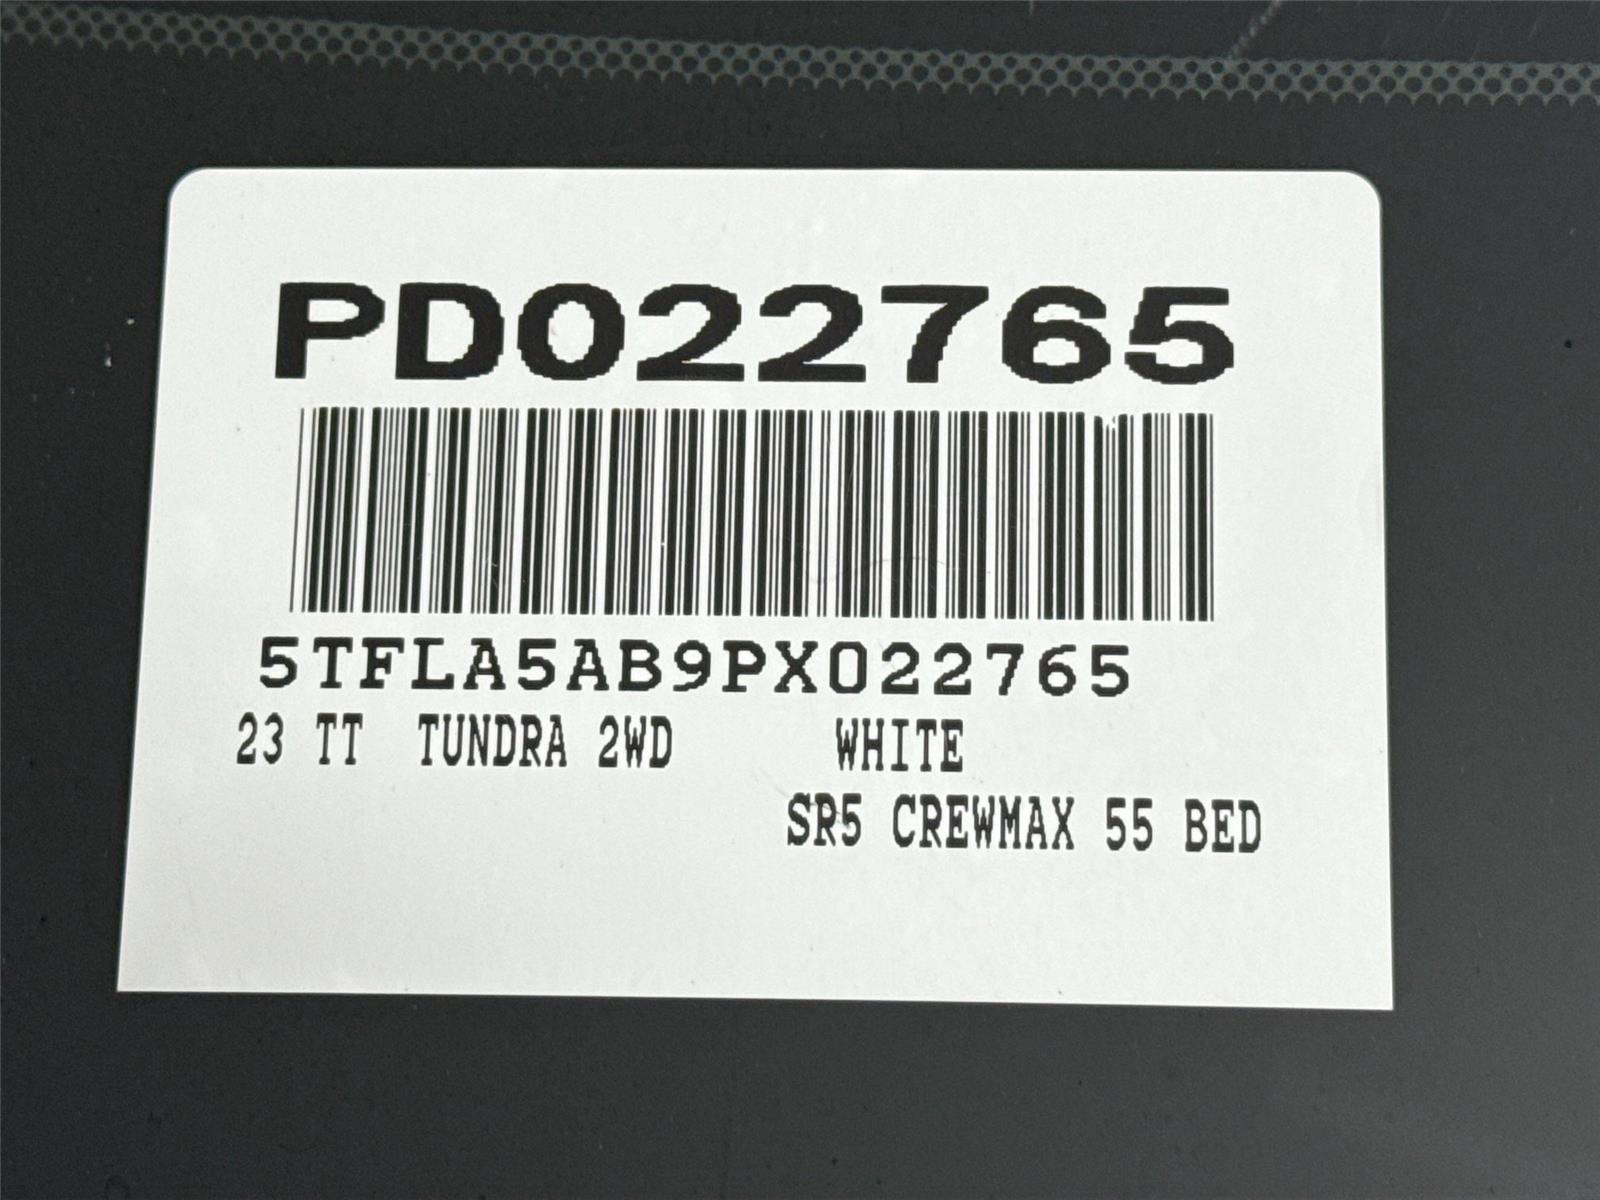 PD022765
5TFLA5AB9PX022765
23 TT TUNDRA 2WD WHITE
SR5 CREWMAX 55 BED